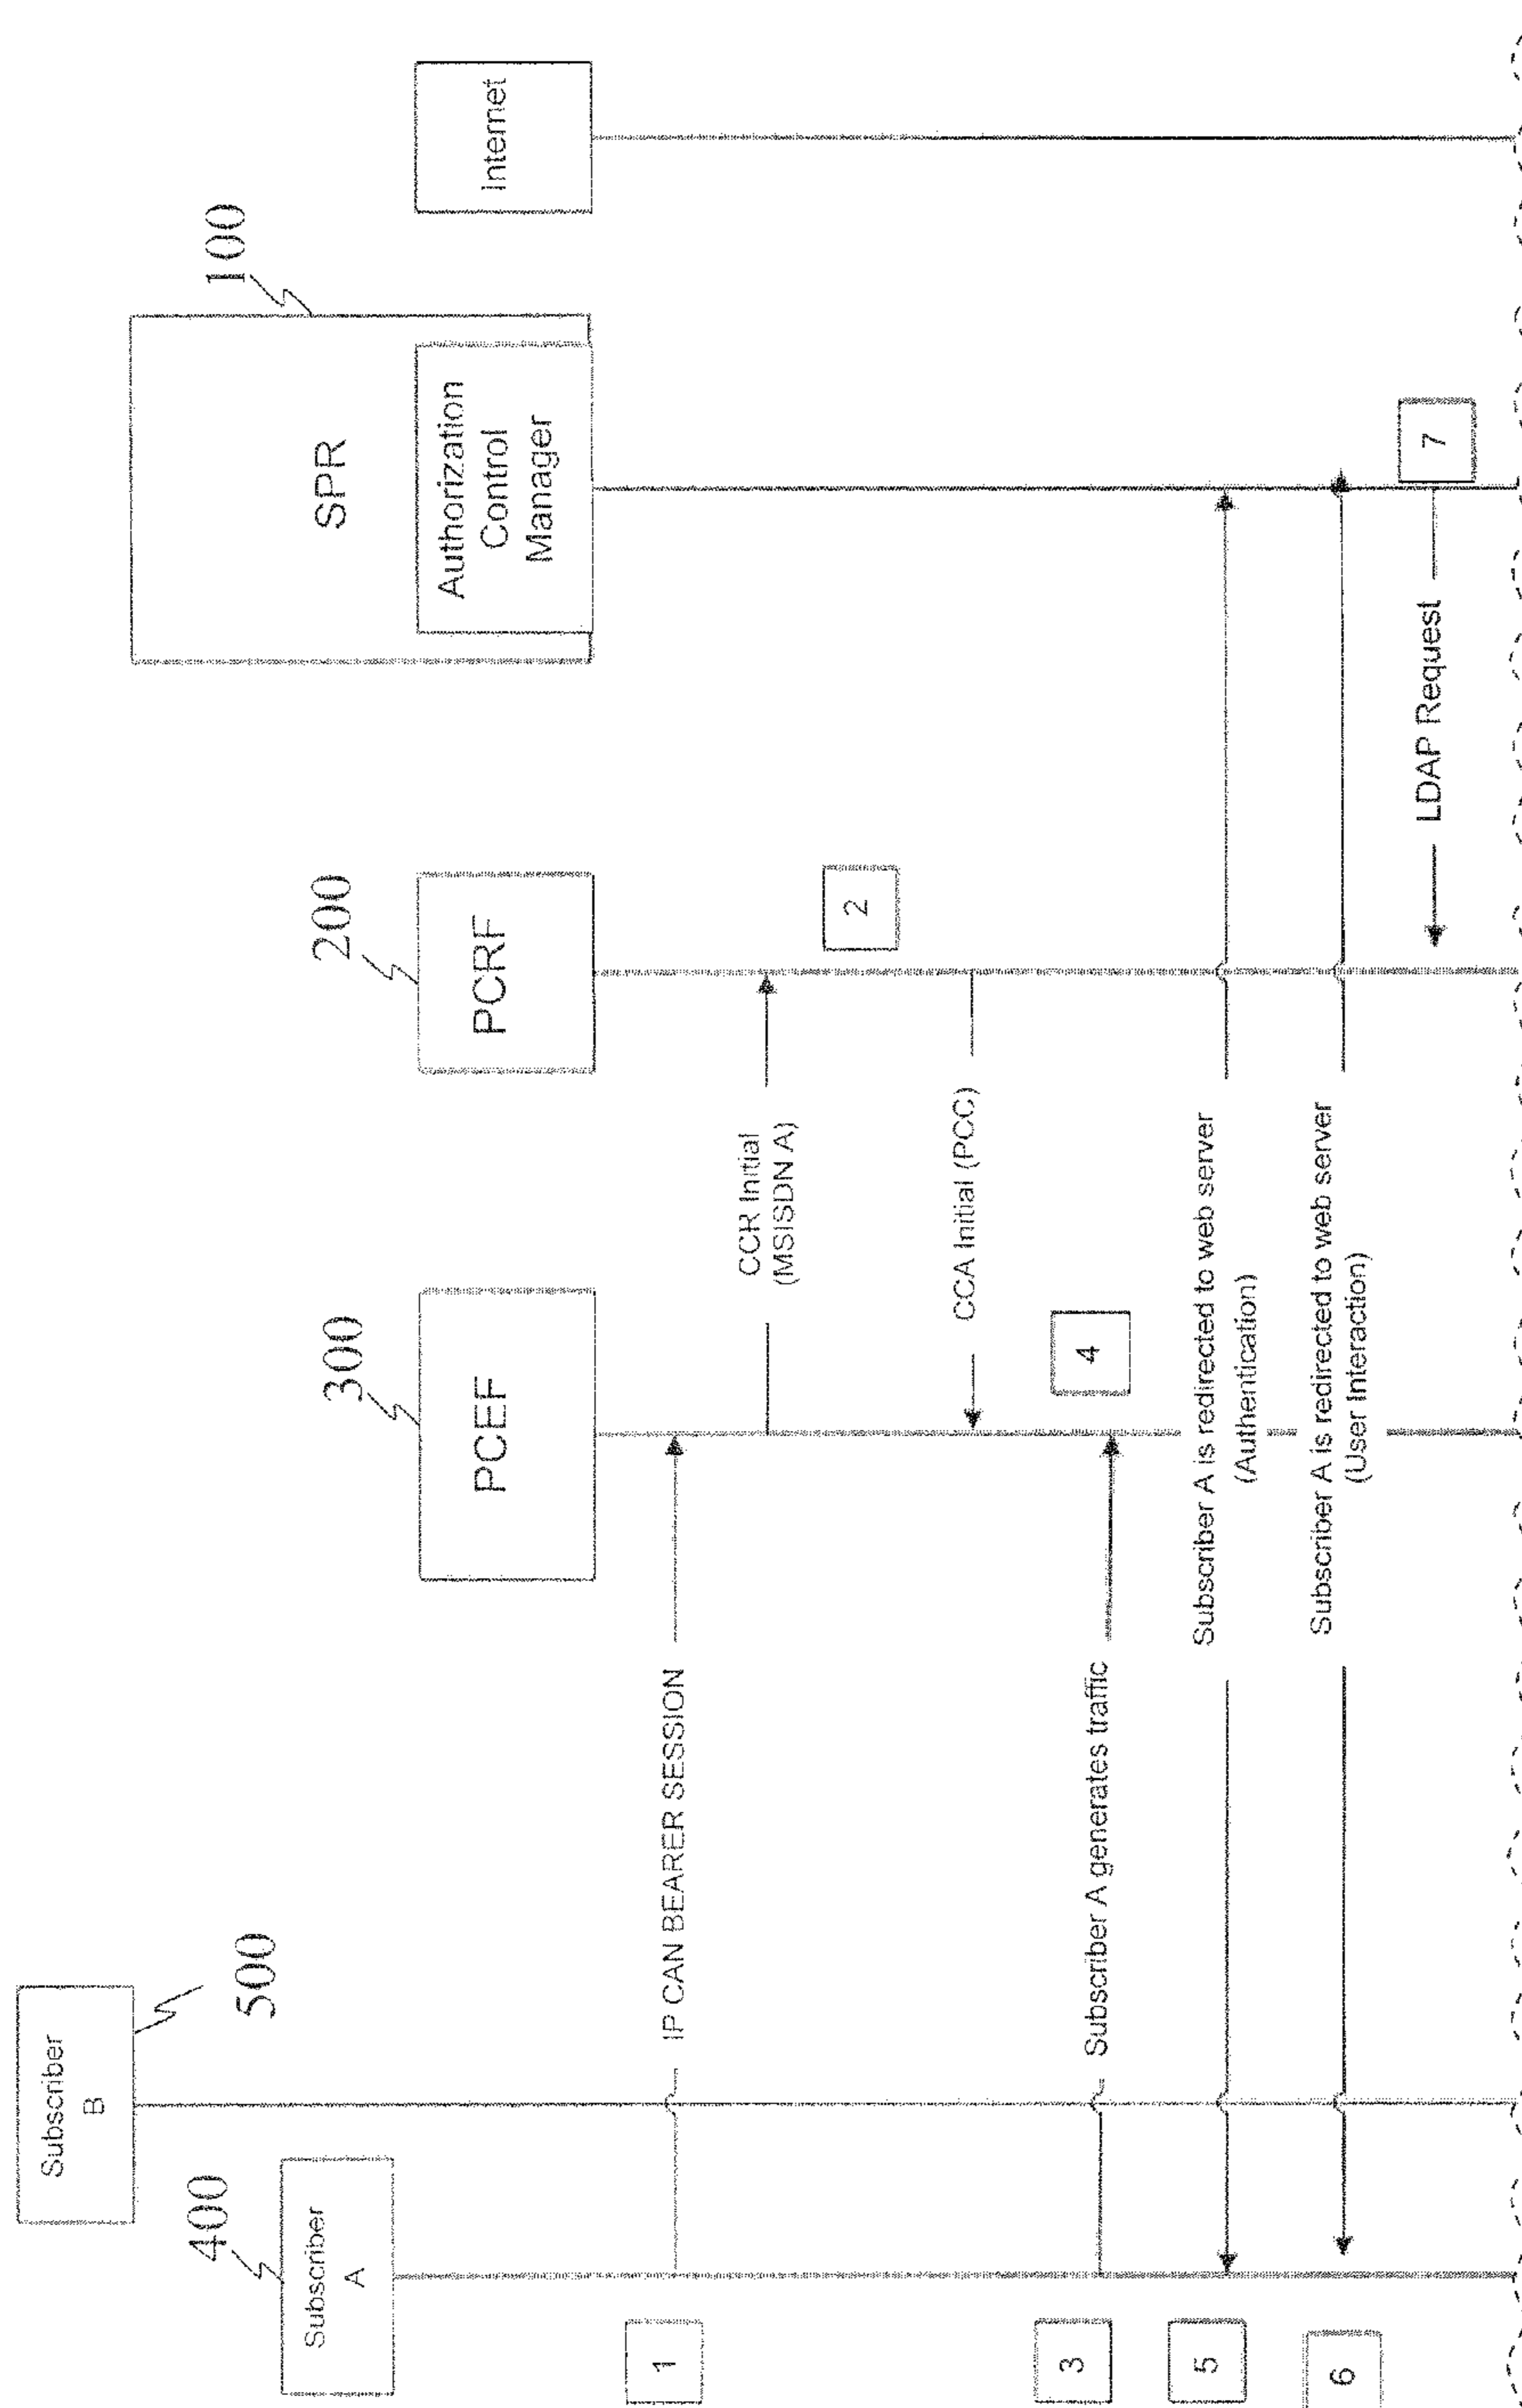 Subscriber
B
500
400
Subscriber
A
300
PCEF
200
PCRF
100
SPR
Authorization
Control
Manager
Internet
1
IP CAN BEARER SESSION
CCR Initial
(MSISDN A)
2
CCA Initial (PCC)
3
Subscriber A generates traffic
4
5
Subscriber A is redirected to web server
(Authentication)
6
Subscriber A is redirected to web server
(User Interaction)
LDAP Request
7